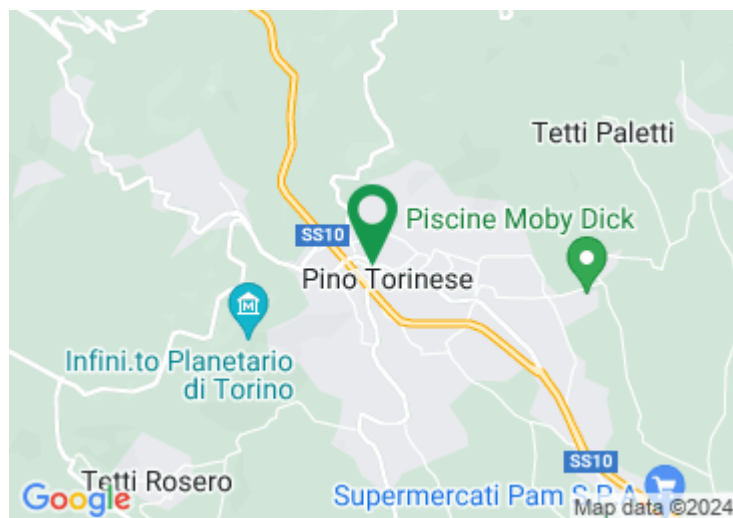 Tetti Paletti
Piscine Moby Dick
SS10
Pino Torinese
M
Infini.to Planetario
di Torino
SS10
Tetti Rosero
Google
Supermercati Pam S.P.A
Map data ©2024